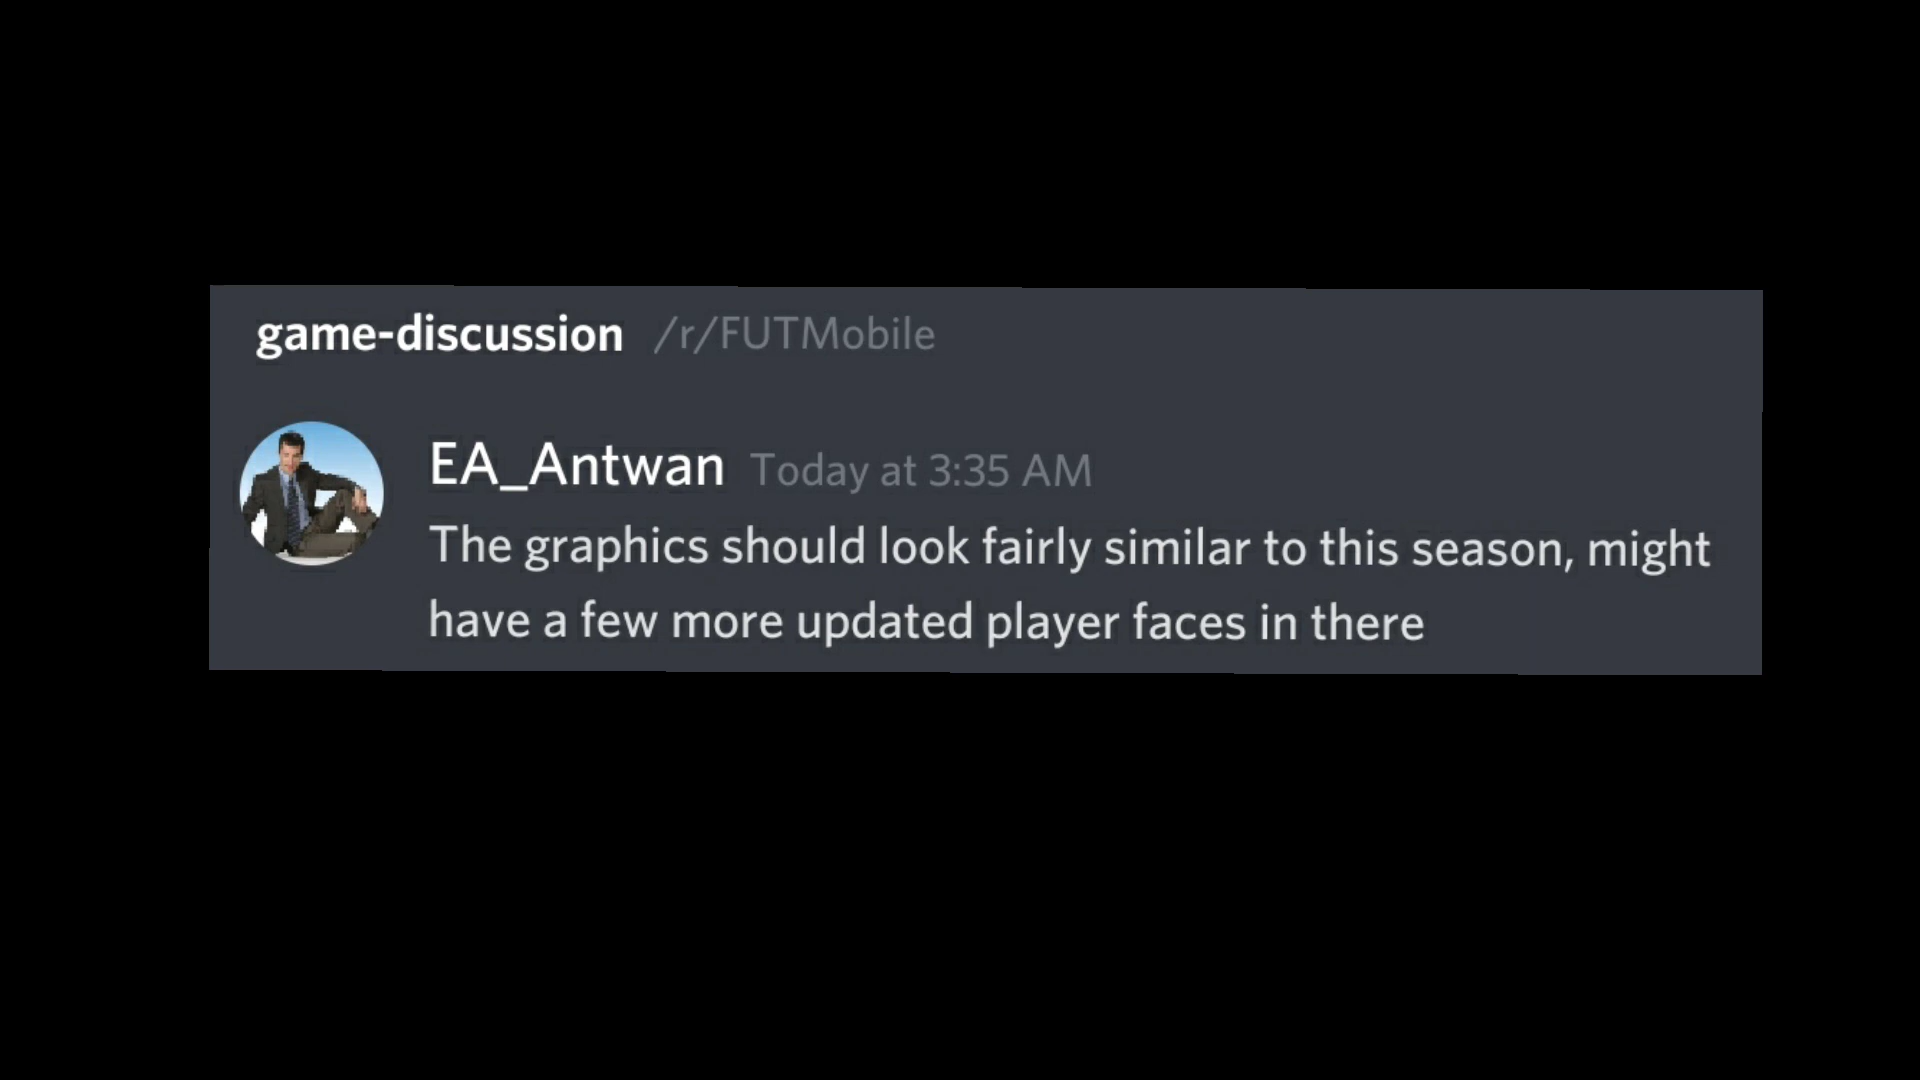 game-discussion /r/FUTMobile
EA_Antwan Today at 3:35 AM
The graphics should look fairly similar to this season, might
have a few more updated player faces in there